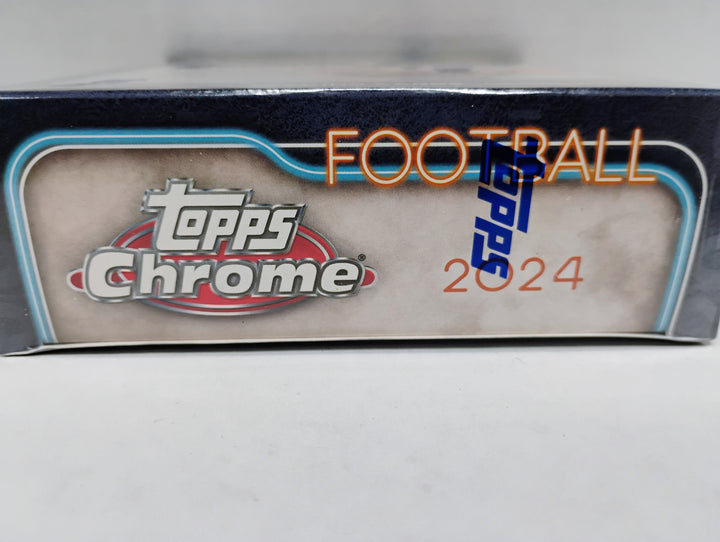 FOOTBALL
Topps
Topps
Chrome®
2024